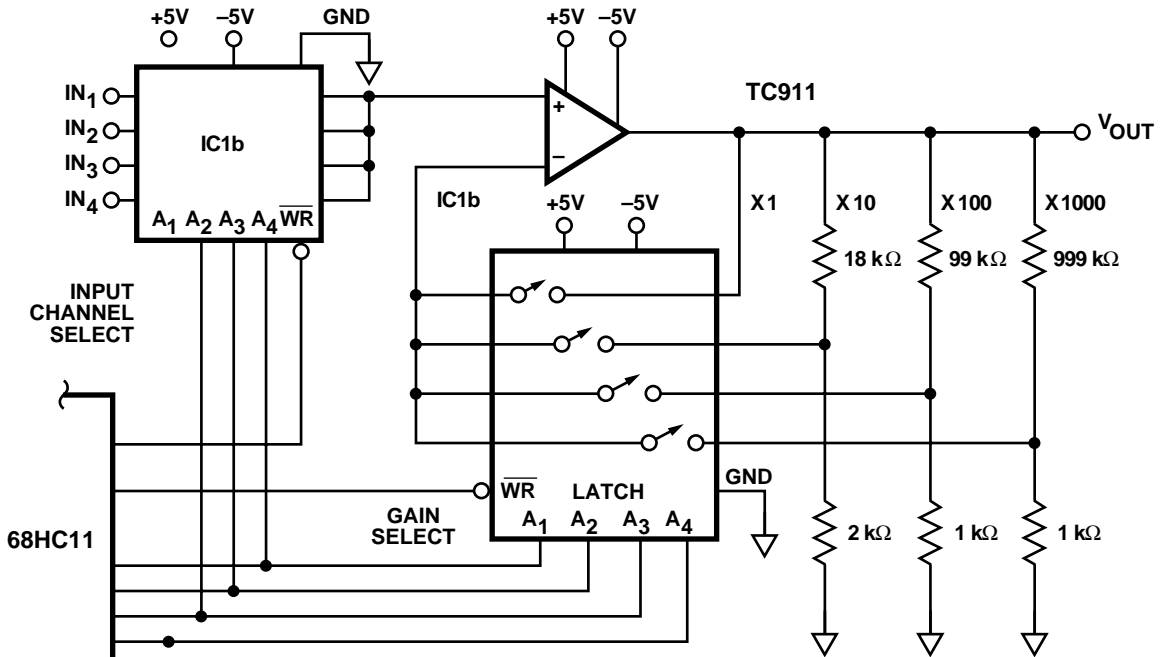 +5V –5V GND
+5V –5V
TC911
IN1
IN2
IN3
IN4
IC1b
A1 A2 A3 A4 WR
+
–
VOUT
IC1b
+5V –5V
X1 X10 X100 X1000
18 kΩ 99 kΩ 999 kΩ
INPUT
CHANNEL
SELECT
WR LATCH
A1 A2 A3 A4
GND
GAIN
SELECT
68HC11
2 kΩ 1 kΩ 1 kΩ